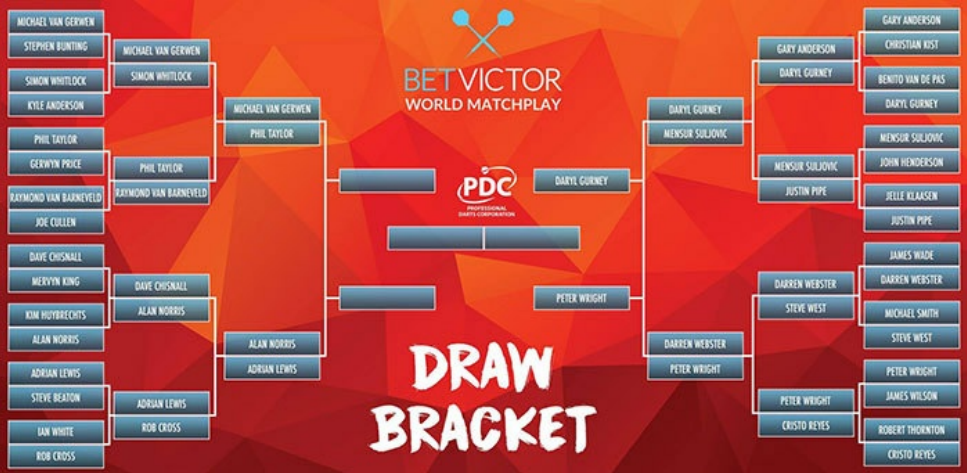 MICHAEL VAN GERWEN
STEPHEN BUNTING
SIMON WHITLOCK
KYLE ANDERSON
PHIL TAYLOR
GERWYN PRICE
RAYMOND VAN BARNEVELD
JOE CULLEN
DAVE CHISNALL
MERVYN KING
KIM HUYBRECHTS
ALAN NORRIS
ADRIAN LEWIS
STEVE BEATON
IAN WHITE
ROB CROSS
MICHAEL VAN GERWEN
SIMON WHITLOCK
PHIL TAYLOR
RAYMOND VAN BARNEVELD
DAVE CHISNALL
ALAN NORRIS
ADRIAN LEWIS
ROB CROSS
MICHAEL VAN GERWEN
PHIL TAYLOR
ALAN NORRIS
ADRIAN LEWIS
BETVICTOR
WORLD MATCHPLAY
PDC
PROFESSIONAL
DARTS CORPORATION
DRAW
BRACKET
DARYL GURNEY
PETER WRIGHT
DARYL GURNEY
MENSUR SULJOVIC
DARREN WEBSTER
PETER WRIGHT
GARY ANDERSON
DARYL GURNEY
MENSUR SULJOVIC
JUSTIN PIPE
DARREN WEBSTER
STEVE WEST
PETER WRIGHT
CRISTO REYES
GARY ANDERSON
CHRISTIAN KIST
BENITO VAN DE PAS
DARYL GURNEY
MENSUR SULJOVIC
JOHN HENDERSON
JELLE KLAASEN
JUSTIN PIPE
JAMES WADE
DARREN WEBSTER
MICHAEL SMITH
STEVE WEST
PETER WRIGHT
JAMES WILSON
ROBERT THORNTON
CRISTO REYES